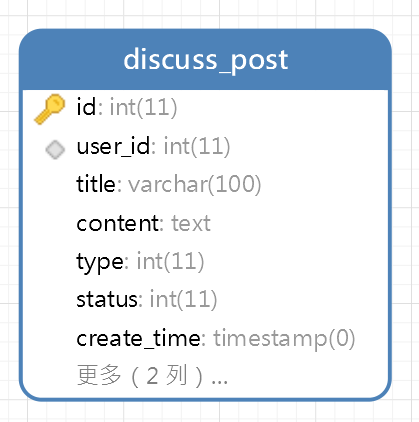 discuss_post
id: int(11)
user_id: int(11)
title: varchar(100)
content: text
type: int(11)
status: int(11)
create_time: timestamp(0)
更多（2 列）...